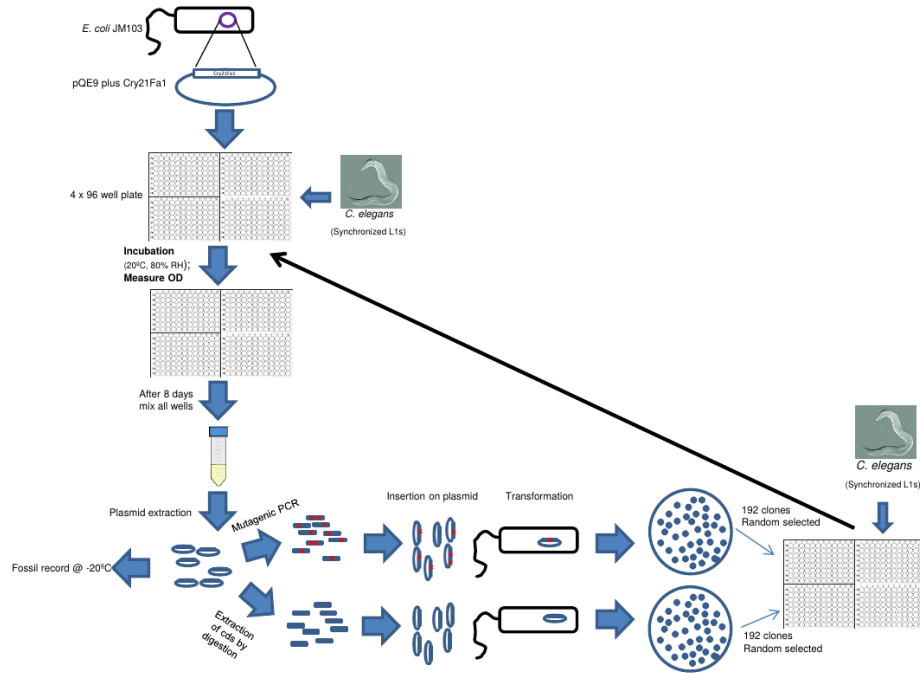 E. coli JM103
Cry21Fa1
pQE9 plus Cry21Fa1
4 x 96 well plate
C. elegans
(Synchronized L1s)
Incubation
(20ºC, 80% RH);
Measure OD
After 8 days
mix all wells
C. elegans
(Synchronized L1s)
Plasmid extraction
Mutagenic PCR
Insertion on plasmid
Transformation
192 clones
Random selected
Fossil record @ -20ºC
Extraction
of cds by
digestion
192 clones
Random selected